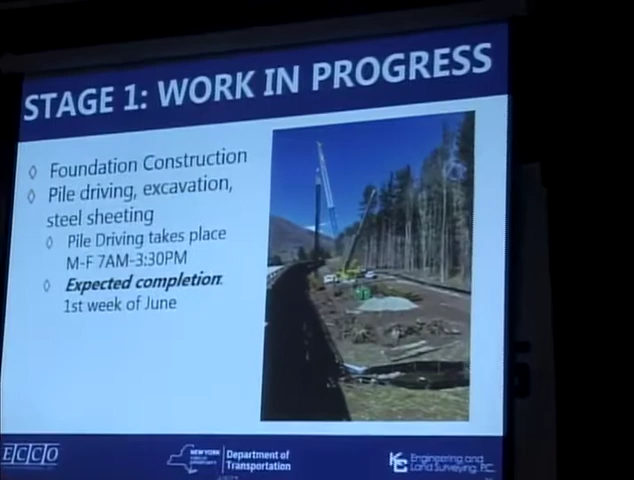 STAGE 1: WORK IN PROGRESS
Foundation Construction
Pile driving, excavation,
steel sheeting
Pile Driving takes place
M-F 7AM-3:30PM
Expected completion:
1st week of June
ECCO
NEW YORK
Department of
Transportation
KC
Engineering and
Land Surveying, P.C.